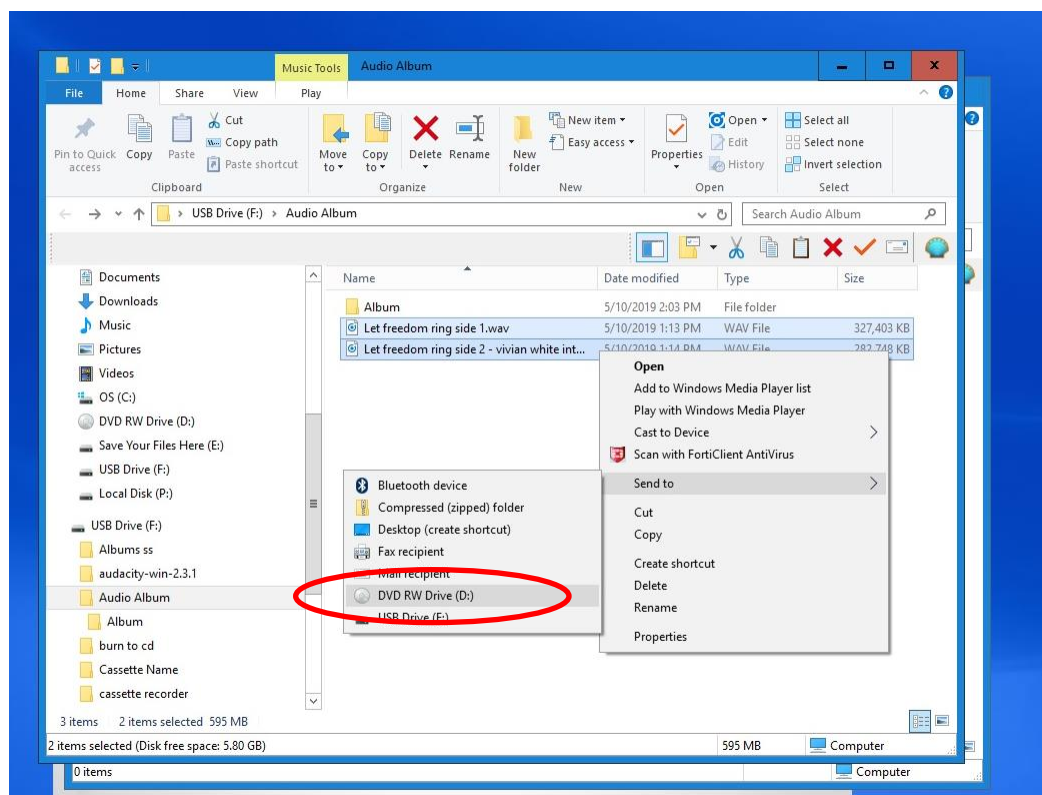 Music Tools Audio Album
File Home Share View Play
Pin to Quick access
Copy
Paste
Cut
Copy path
Paste shortcut
Clipboard
Move to
Copy to
Delete
Rename
Organize
New folder
New item
Easy access
New
Properties
Open
Edit
History
Open
Select all
Select none
Invert selection
Select
USB Drive (F:) > Audio Album
Search Audio Album
Documents
Downloads
Music
Pictures
Videos
OS (C:)
DVD RW Drive (D:)
Save Your Files Here (E:)
USB Drive (F:)
Local Disk (P:)
USB Drive (F:)
Albums ss
audacity-win-2.3.1
Audio Album
Album
burn to cd
Cassette Name
cassette recorder
Name Date modified Type Size
Album 5/10/2019 2:03 PM File folder
Let freedom ring side 1.wav 5/10/2019 1:13 PM WAV File 327,403 KB
Let freedom ring side 2 - vivian white int... 5/10/2019 1:14 PM WAV File 282,748 KB
Open
Add to Windows Media Player list
Play with Windows Media Player
Cast to Device
Scan with FortiClient AntiVirus
Send to
Cut
Copy
Create shortcut
Delete
Rename
Properties
Bluetooth device
Compressed (zipped) folder
Desktop (create shortcut)
Fax recipient
Mail recipient
DVD RW Drive (D:)
USB Drive (F:)
3 items 2 items selected 595 MB
2 items selected (Disk free space: 5.80 GB) 595 MB Computer
0 items Computer